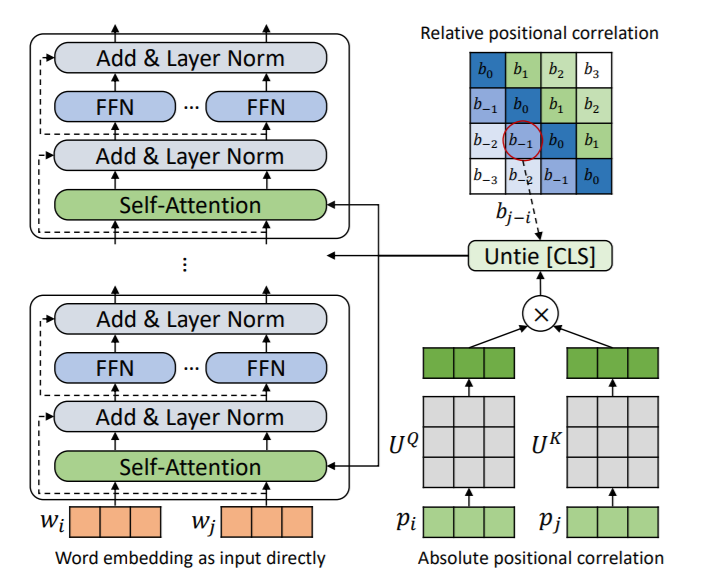 Add & Layer Norm
FFN ... FFN
Add & Layer Norm
Self-Attention
...
Add & Layer Norm
FFN ... FFN
Add & Layer Norm
Self-Attention
w_i w_j
Word embedding as input directly
Relative positional correlation
b_0 b_1 b_2 b_3
b_{-1} b_0 b_1 b_2
b_{-2} b_{-1} b_0 b_1
b_{-3} b_{-2} b_{-1} b_0
b_{j-i}
Untie [CLS]
×
U^Q U^K
p_i p_j
Absolute positional correlation